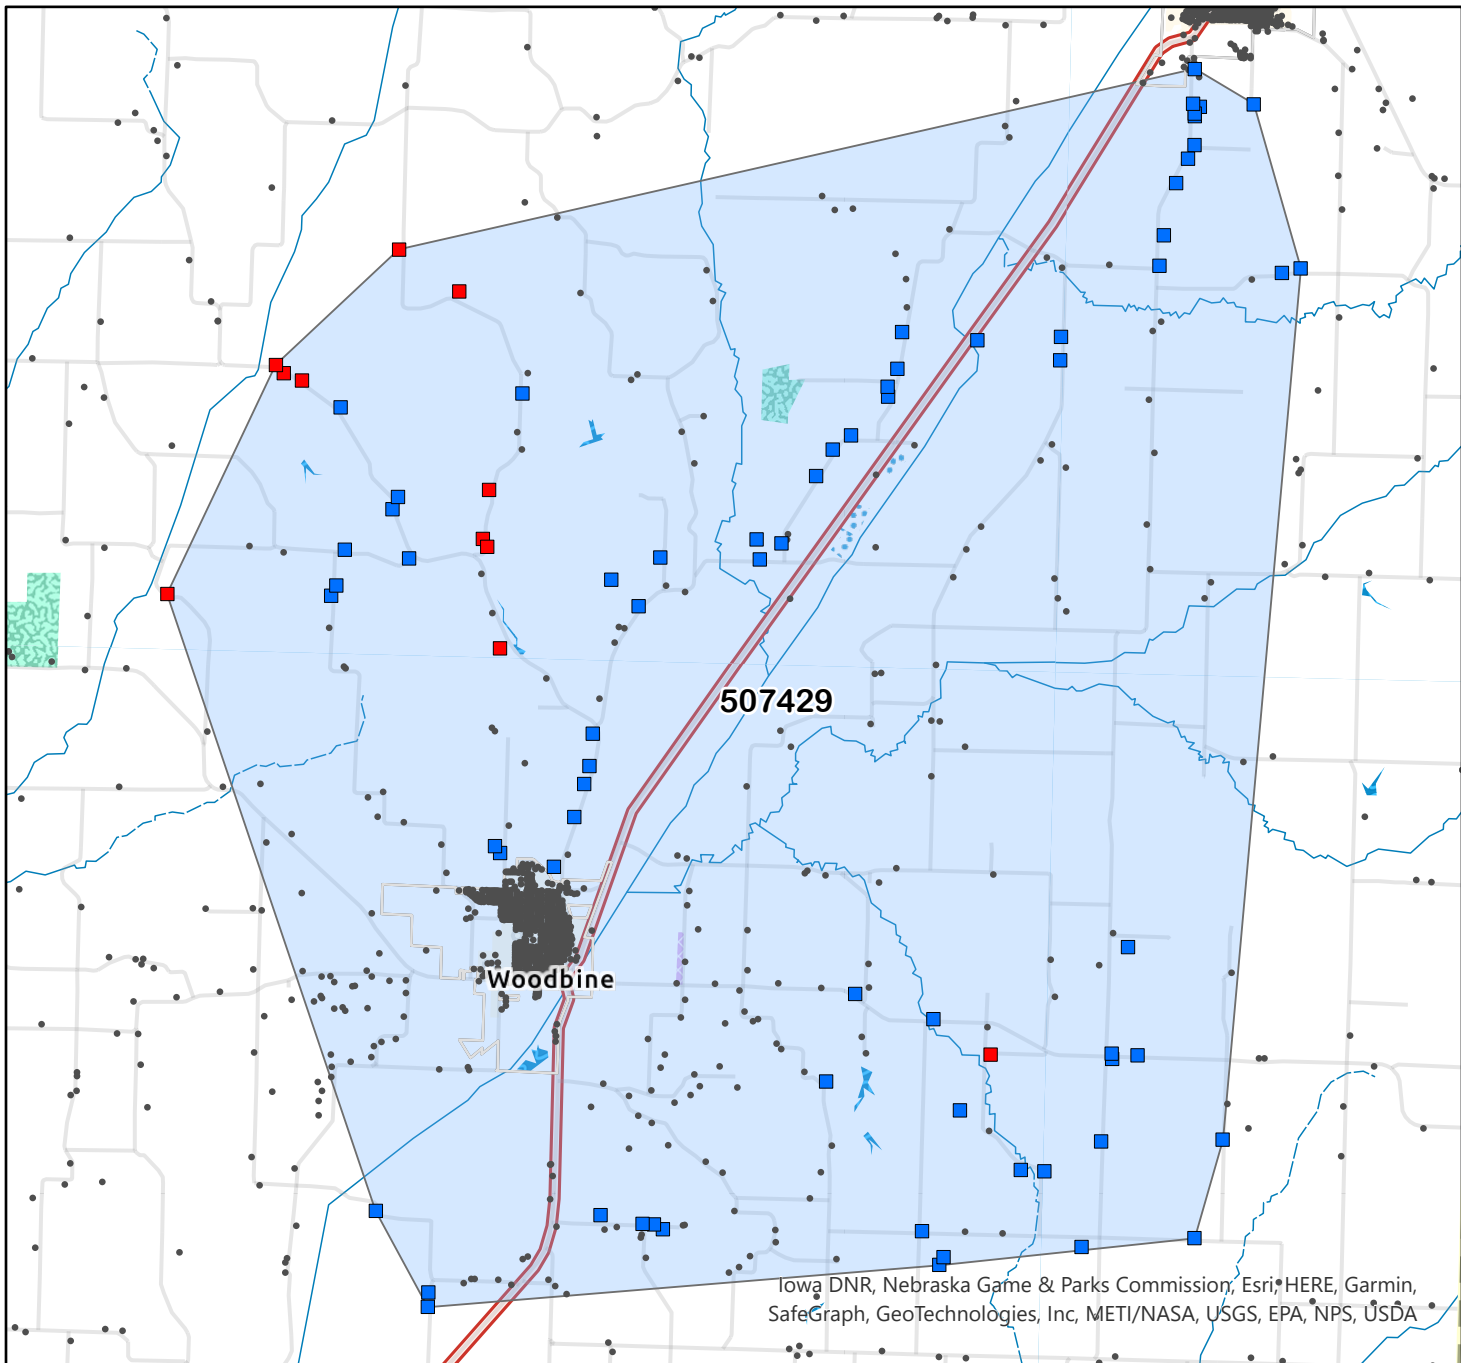 507429
Woodbine
Iowa DNR, Nebraska Game & Parks Commission, Esri, HERE, Garmin,
SafeGraph, GeoTechnologies, Inc, METI/NASA, USGS, EPA, NPS, USDA